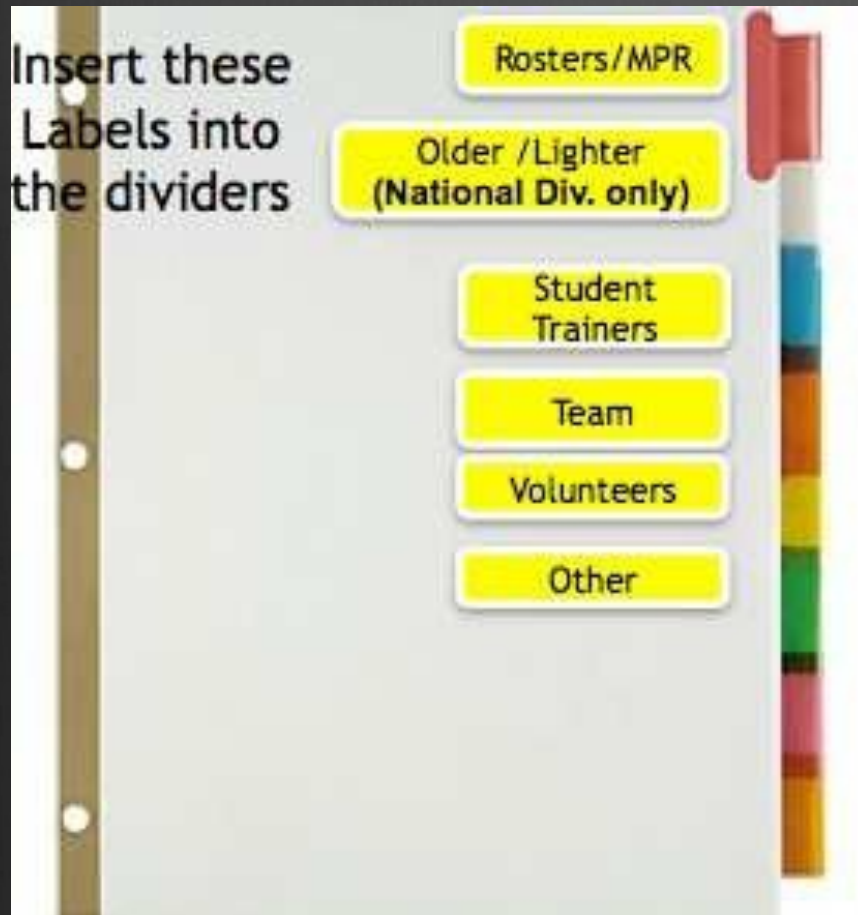 Insert these
Labels into
the dividers
Rosters/MPR
Older /Lighter
(National Div. only)
Student
Trainers
Team
Volunteers
Other